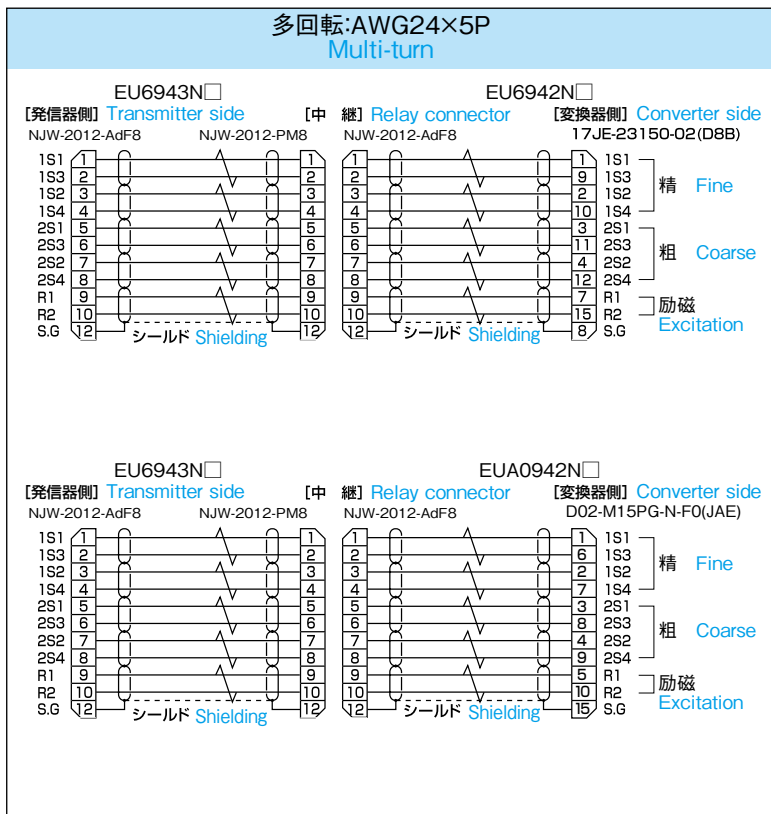 多回転:AWG24×5P
Multi-turn
EU6943N□ EU6942N□
[発信器側] Transmitter side [中 継] Relay connector [変換器側] Converter side
NJW-2012-AdF8 NJW-2012-PM8 NJW-2012-AdF8 17JE-23150-02(D8B)
1S1 1 1 1 1 1S1
1S3 2 2 2 9 1S3
1S2 3 3 3 2 1S2
1S4 4 4 4 10 1S4
精 Fine
2S1 5 5 5 3 2S1
2S3 6 6 6 11 2S3
2S2 7 7 7 4 2S2
2S4 8 8 8 12 2S4
粗 Coarse
R1 9 9 9 7 R1
R2 10 10 10 15 R2
励磁
Excitation
S.G 12 シールド Shielding 12 12 シールド Shielding 8 S.G
EU6943N□ EUA0942N□
[発信器側] Transmitter side [中 継] Relay connector [変換器側] Converter side
NJW-2012-AdF8 NJW-2012-PM8 NJW-2012-AdF8 D02-M15PG-N-F0(JAE)
1S1 1 1 1 1 1S1
1S3 2 2 2 6 1S3
1S2 3 3 3 2 1S2
1S4 4 4 4 7 1S4
精 Fine
2S1 5 5 5 3 2S1
2S3 6 6 6 8 2S3
2S2 7 7 7 4 2S2
2S4 8 8 8 9 2S4
粗 Coarse
R1 9 9 9 5 R1
R2 10 10 10 10 R2
励磁
Excitation
S.G 12 シールド Shielding 12 12 シールド Shielding 15 S.G